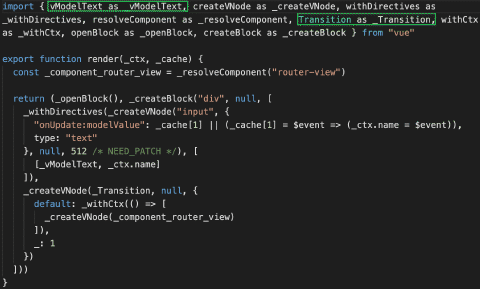 import { vModelText as _vModelText, createVNode as _createVNode, withDirectives as
_withDirectives, resolveComponent as _resolveComponent, Transition as _Transition, withCtx
as _withCtx, openBlock as _openBlock, createBlock as _createBlock } from "vue"

export function render(_ctx, _cache) {
  const _component_router_view = _resolveComponent("router-view")

  return (_openBlock(), _createBlock("div", null, [
    _withDirectives(_createVNode("input", {
      "onUpdate:modelValue": _cache[1] || (_cache[1] = $event => (_ctx.name = $event)),
      type: "text"
    }, null, 512 /* NEED_PATCH */), [
      [_vModelText, _ctx.name]
    ]),
    _createVNode(_Transition, null, {
      default: _withCtx(() => [
        _createVNode(_component_router_view)
      ]),
      _: 1
    })
  ]))
}